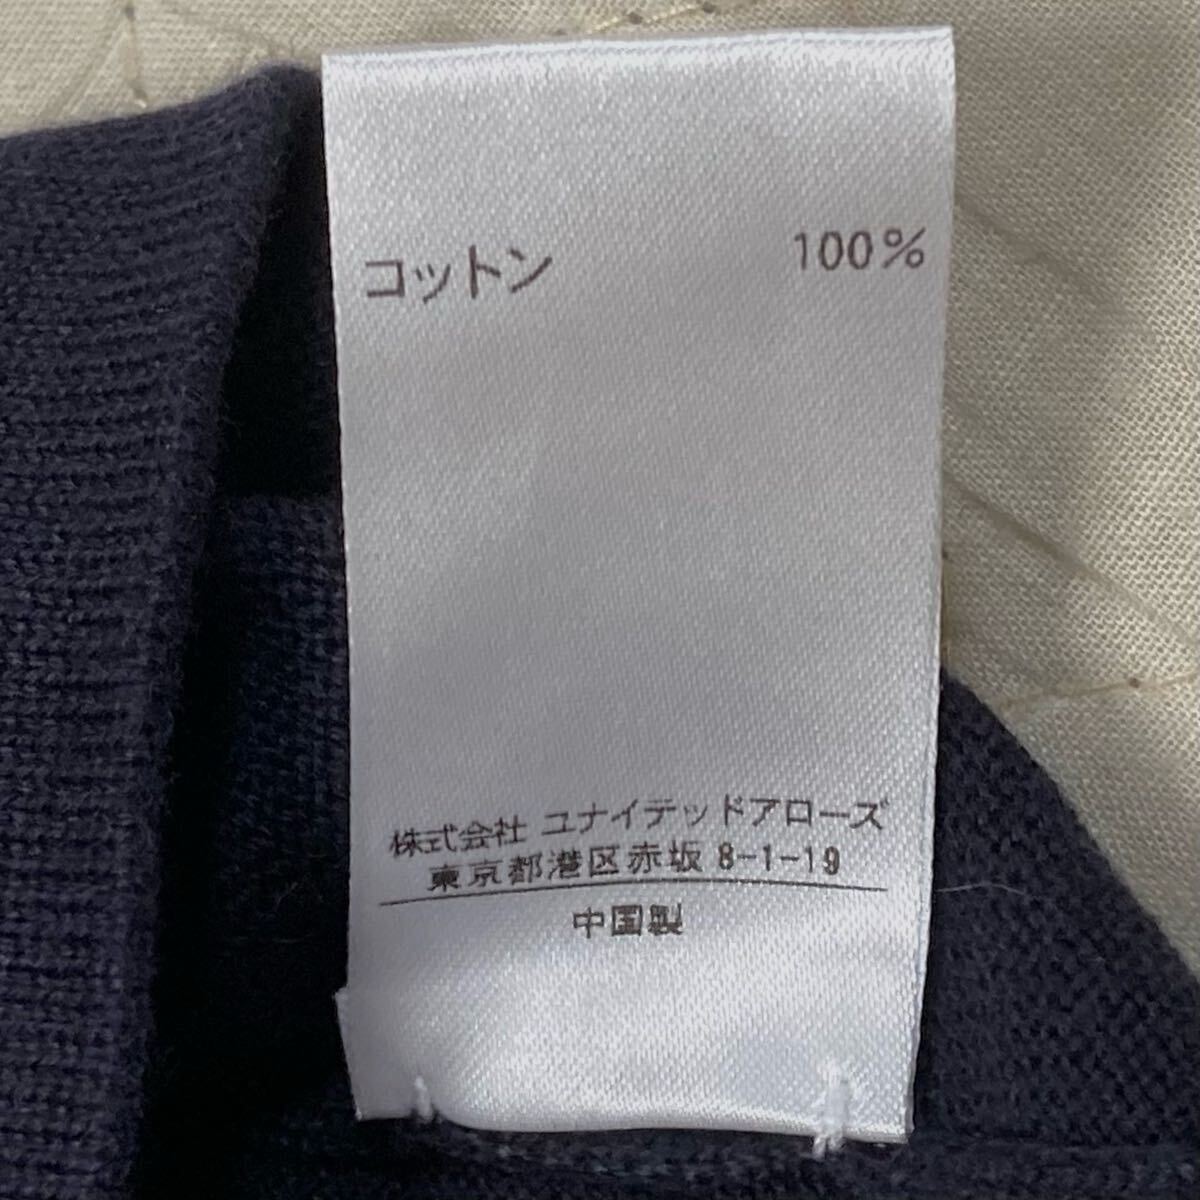 コットン 100%
株式会社 ユナイテッドアローズ
東京都港区赤坂 8-1-19
中国製